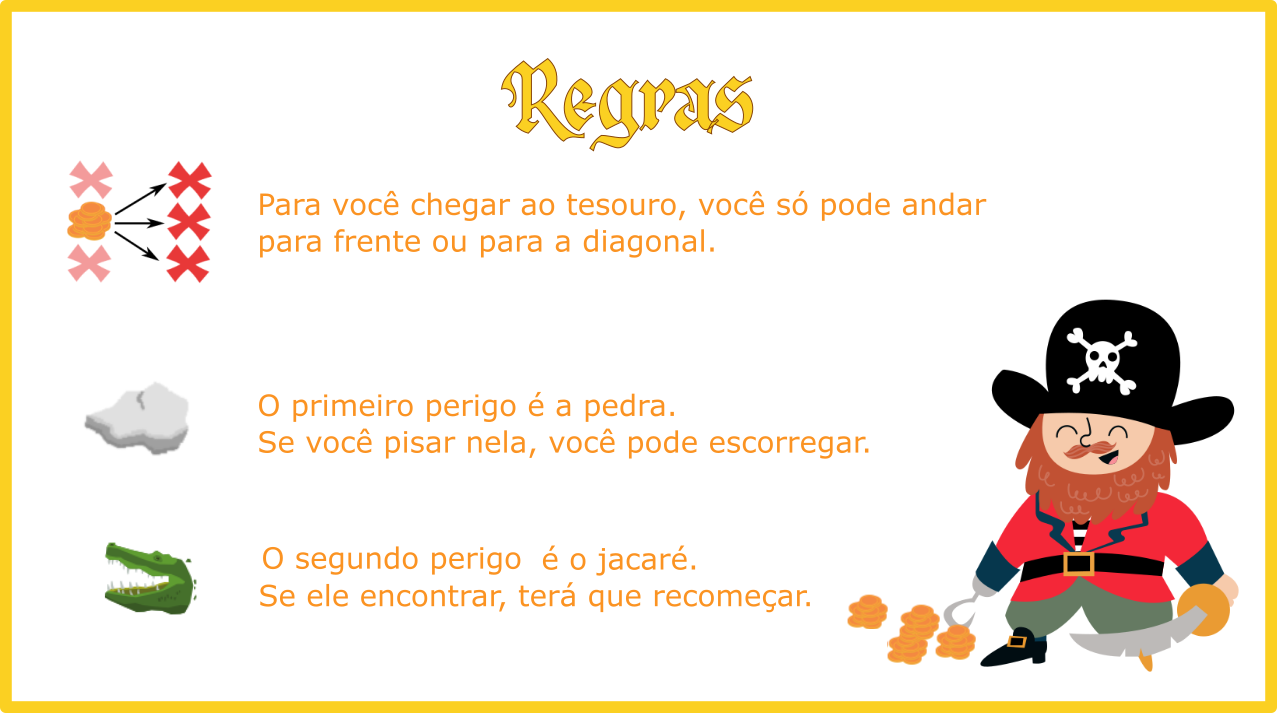 Regras
Para você chegar ao tesouro, você só pode andar
para frente ou para a diagonal.
O primeiro perigo é a pedra.
Se você pisar nela, você pode escorregar.
O segundo perigo é o jacaré.
Se ele encontrar, terá que recomeçar.